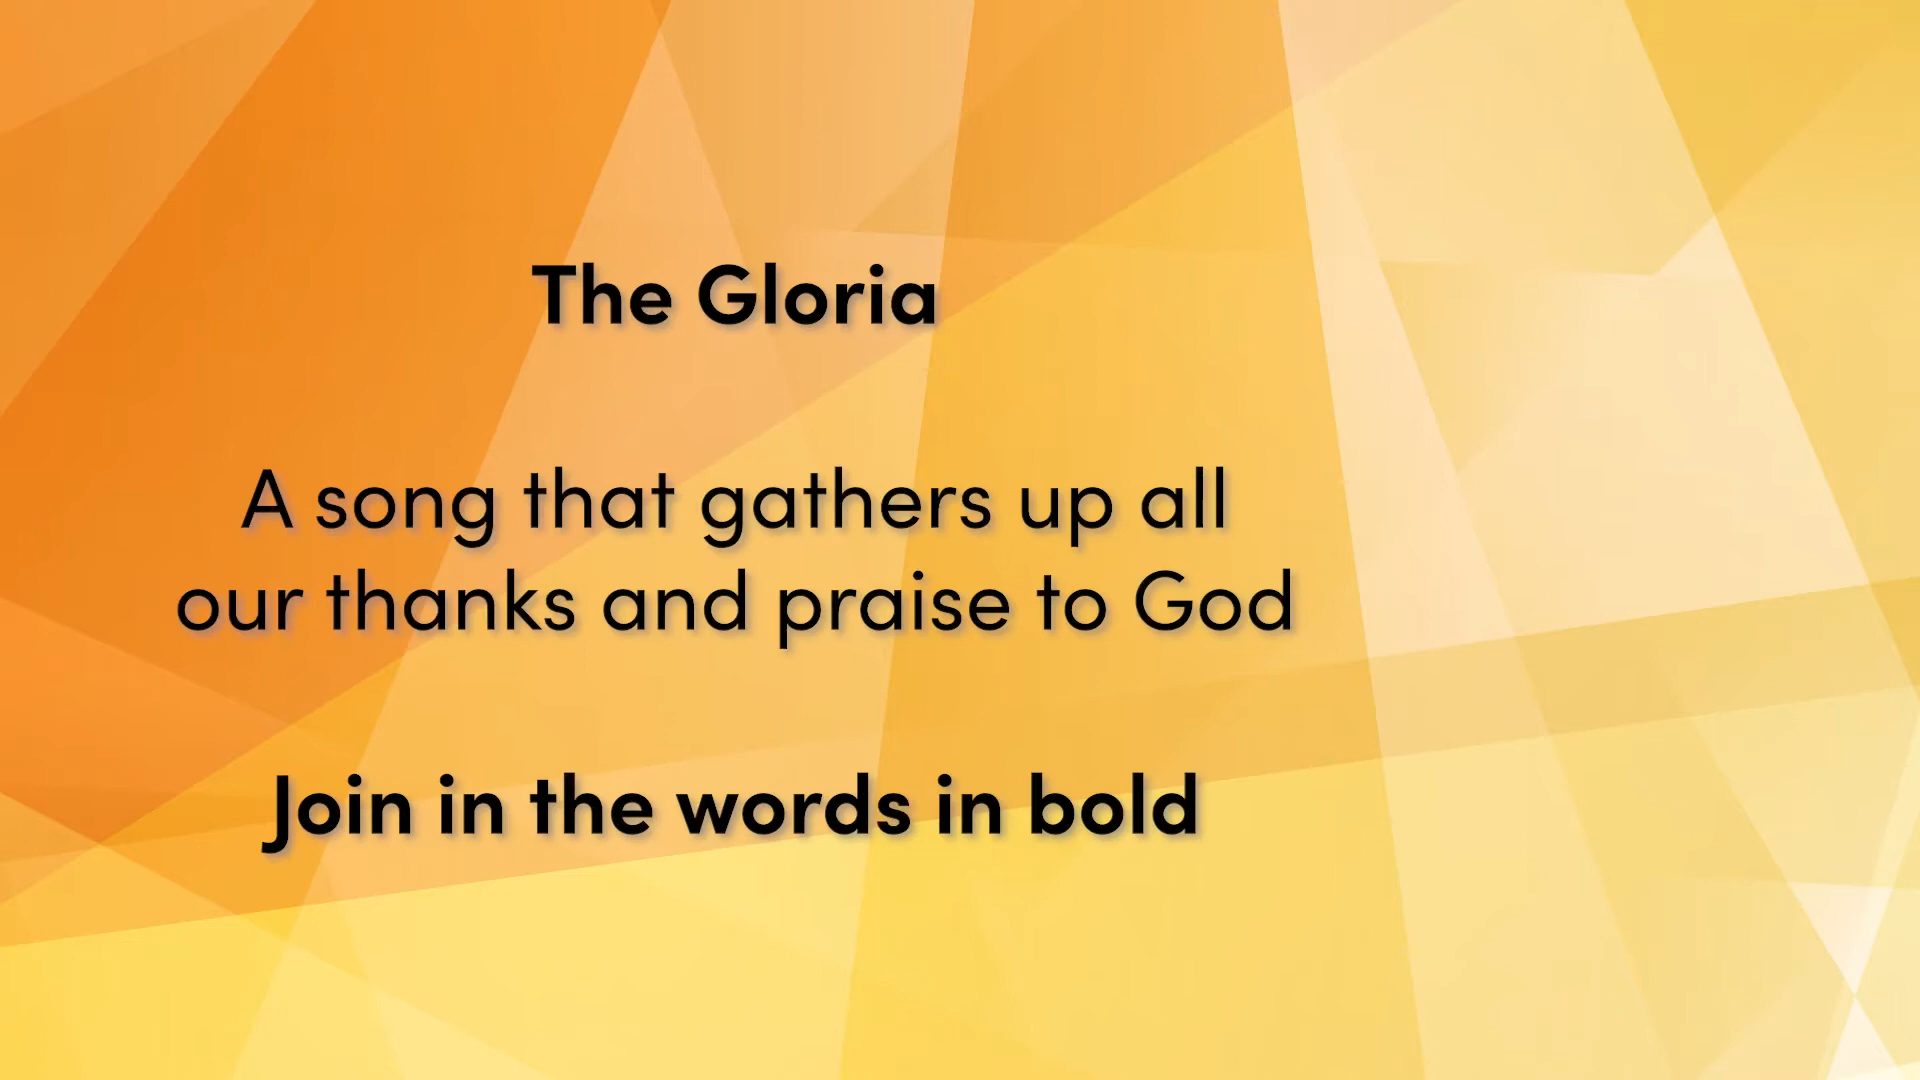 The Gloria
A song that gathers up all
our thanks and praise to God
Join in the words in bold